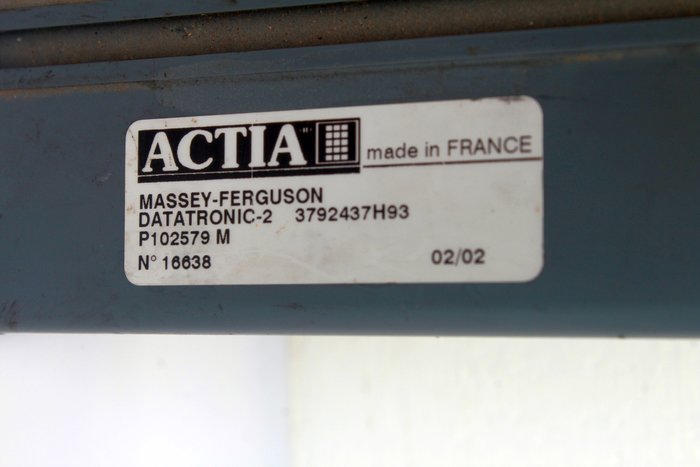 ACTIA made in FRANCE
MASSEY-FERGUSON
DATATRONIC-2 3792437H93
P102579 M
N° 16638 02/02